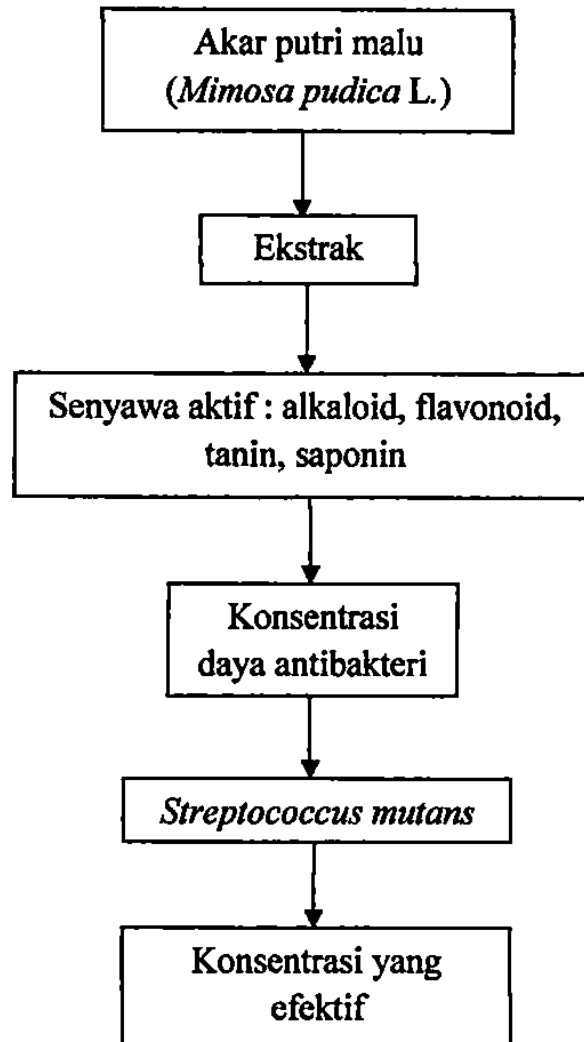 Akar putri malu
(Mimosa pudica L.)
Ekstrak
Senyawa aktif : alkaloid, flavonoid,
tanin, saponin
Konsentrasi
daya antibakteri
Streptococcus mutans
Konsentrasi yang
efektif